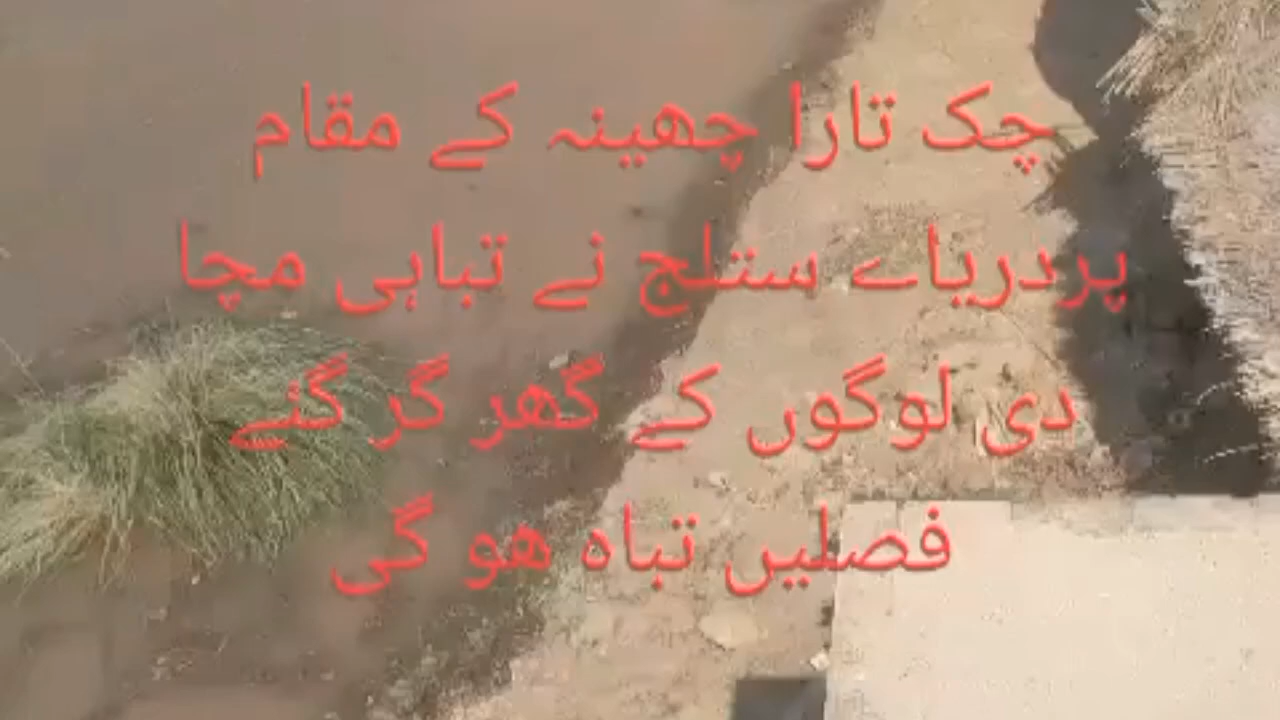 چک تارا چھینہ کے مقام
پردریاے ستلج نے تباہی مچا
دی لوگوں کے گھر گر گئے
فصلیں تباہ ھو گی